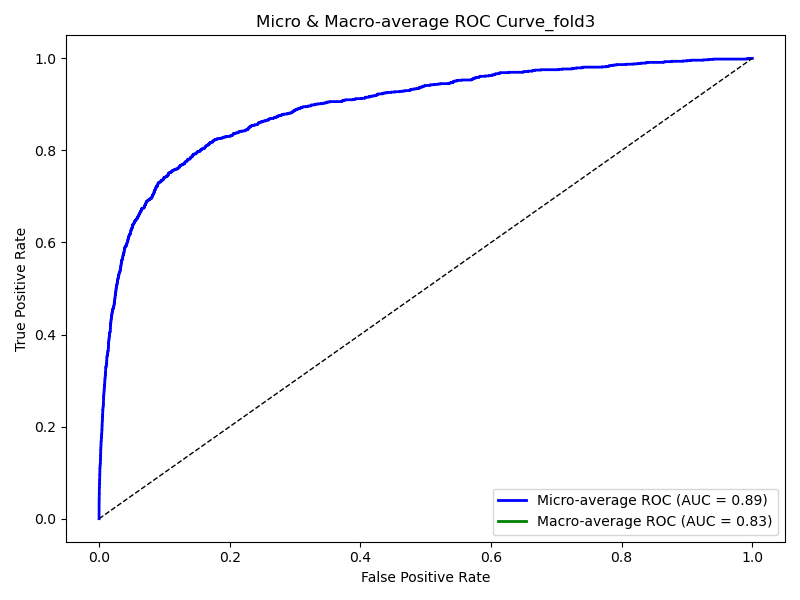 Micro & Macro-average ROC Curve_fold3
True Positive Rate
1.0
0.8
0.6
0.4
0.2
0.0
Micro-average ROC (AUC = 0.89)
Macro-average ROC (AUC = 0.83)
0.0 0.2 0.4 0.6 0.8 1.0
False Positive Rate